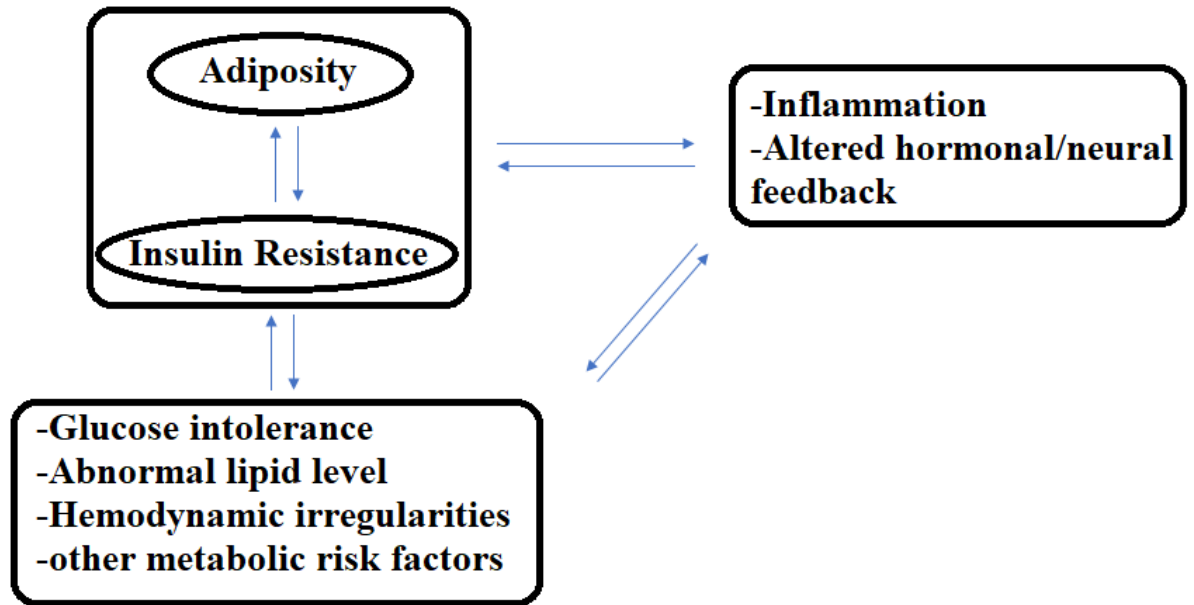 Adiposity
Insulin Resistance
-Inflammation
-Altered hormonal/neural
feedback
-Glucose intolerance
-Abnormal lipid level
-Hemodynamic irregularities
-other metabolic risk factors